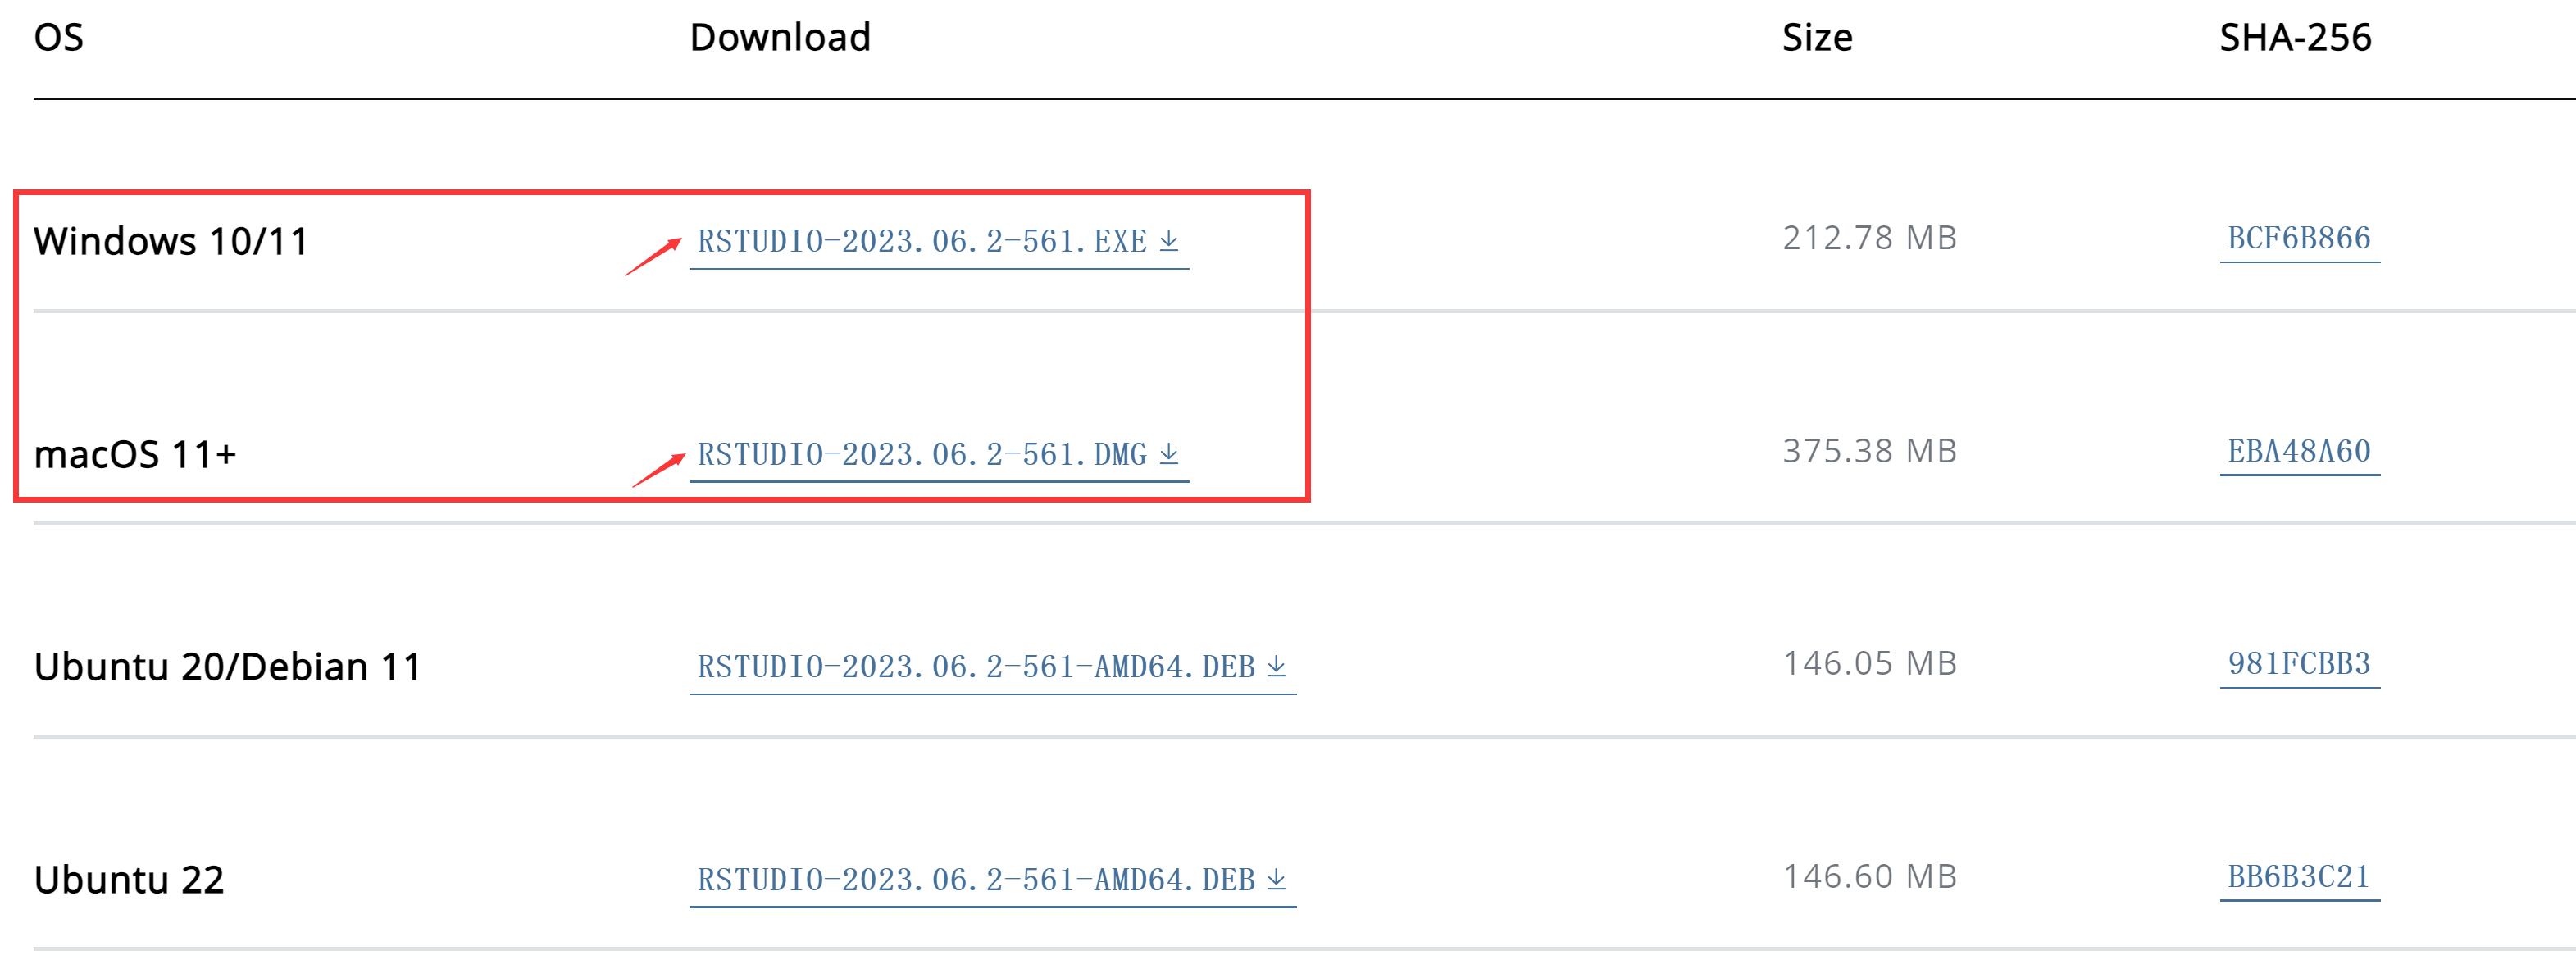 OS Download Size SHA-256
Windows 10/11 RSTUDIO-2023.06.2-561.EXE 212.78 MB BCF6B866
macOS 11+ RSTUDIO-2023.06.2-561.DMG 375.38 MB EBA48A60
Ubuntu 20/Debian 11 RSTUDIO-2023.06.2-561-AMD64.DEB 146.05 MB 981FCBB3
Ubuntu 22 RSTUDIO-2023.06.2-561-AMD64.DEB 146.60 MB BB6B3C21